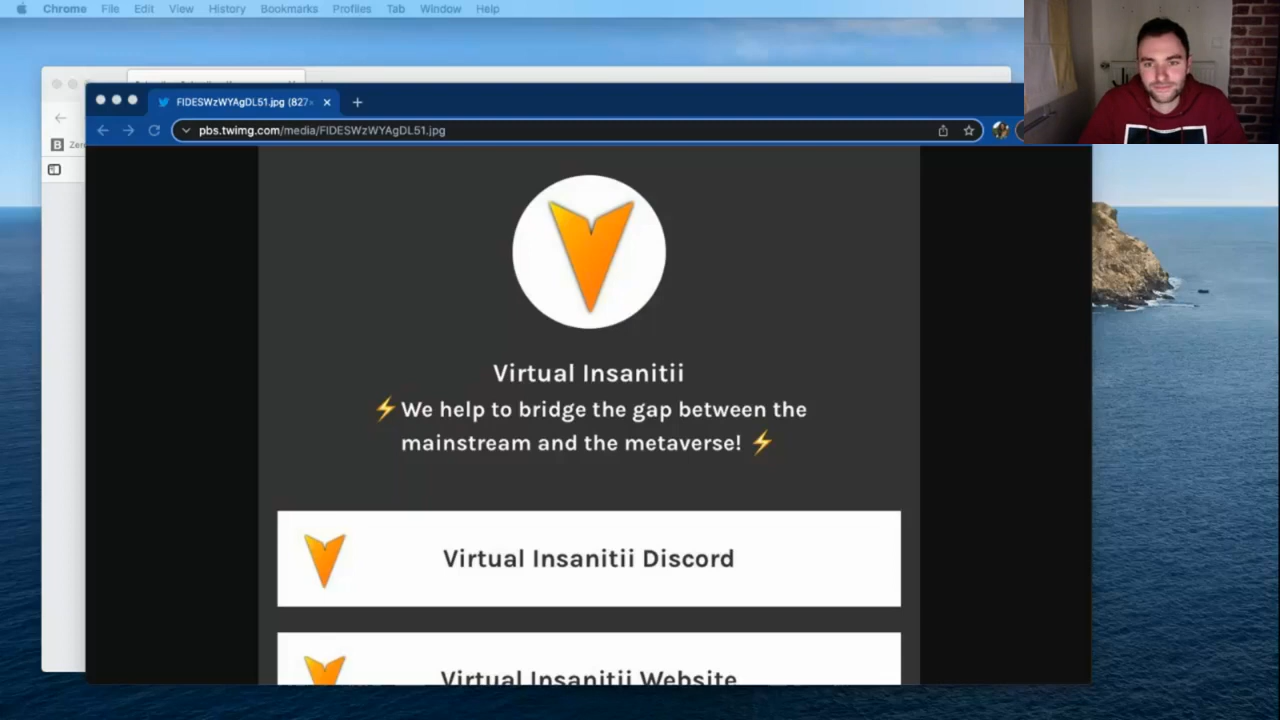 Chrome File Edit View History Bookmarks Profiles Tab Window Help
FIDESWzWYAgDL51.jpg (827×
pbs.twimg.com/media/FIDESWzWYAgDL51.jpg
B Zer
Virtual Insanitii
⚡We help to bridge the gap between the
mainstream and the metaverse! ⚡
Virtual Insanitii Discord
Virtual Insanitii Website